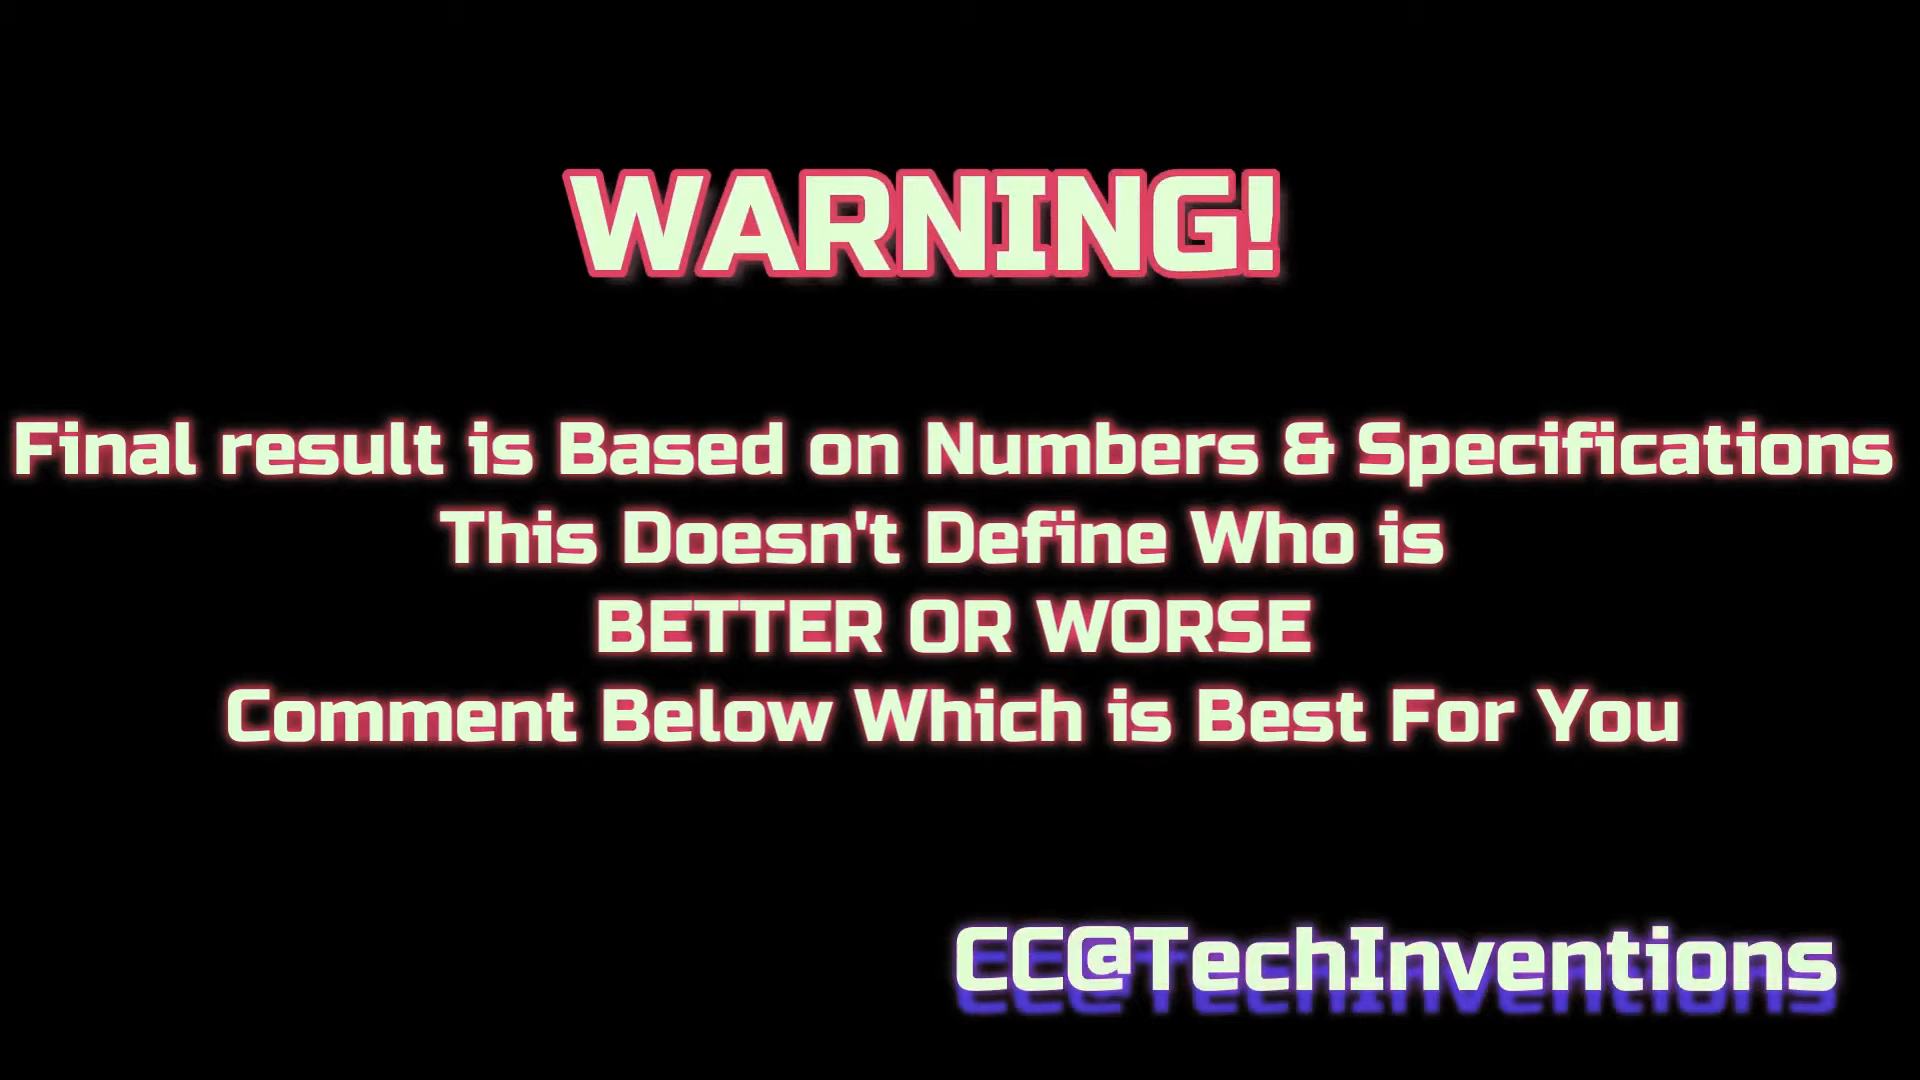 WARNING!
Final result is Based on Numbers & Specifications
This Doesn't Define Who is
BETTER OR WORSE
Comment Below Which is Best For You
CC@TechInventions